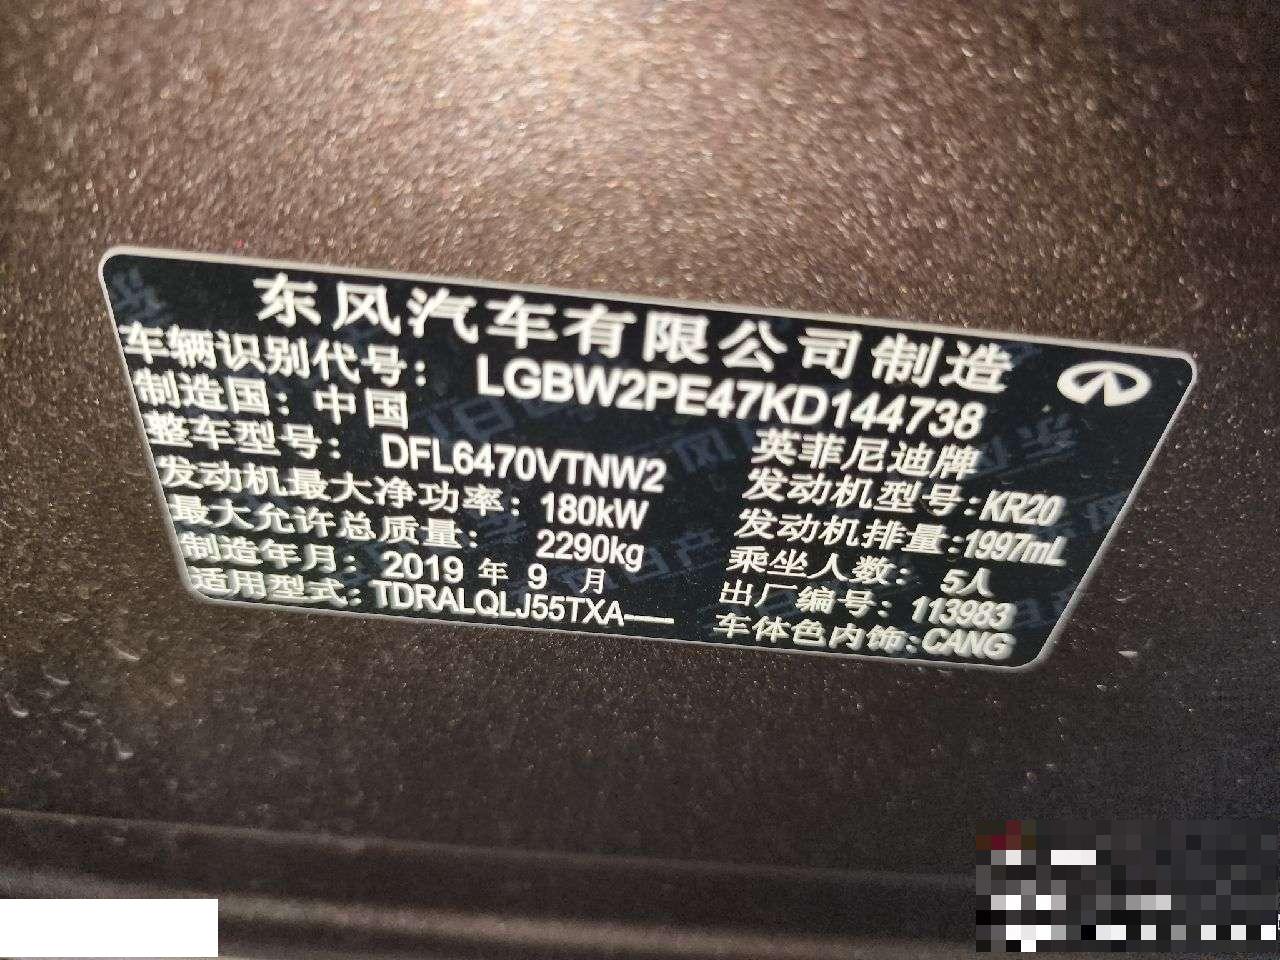 东风汽车有限公司制造
车辆识别代号: LGBW2PE47KD144738
制造国: 中国 英菲尼迪牌
整车型号: DFL6470VTNW2 发动机型号:KR20
发动机最大净功率: 180kW 发动机排量:1997mL
最大允许总质量: 2290kg 乘坐人数: 5人
制造年月: 2019 年 9 月 出厂编号: 113983
适用型式: TDRALQLJ55TXA—— 车体色内饰:CANG